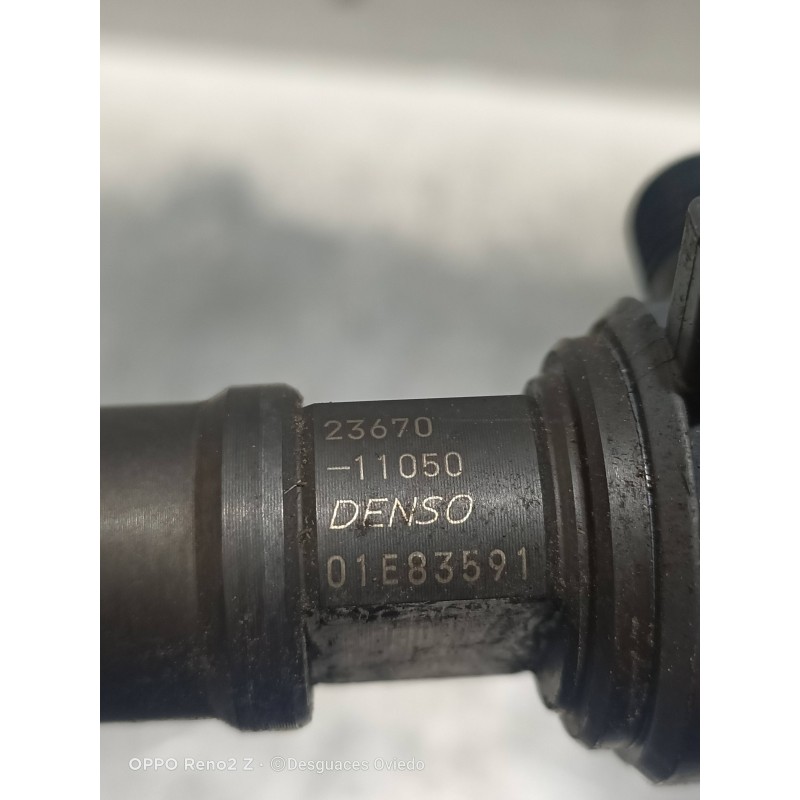 23670
-11050
DENSO
01E83591
OPPO Reno2 Z · ©Desguaces Oviedo